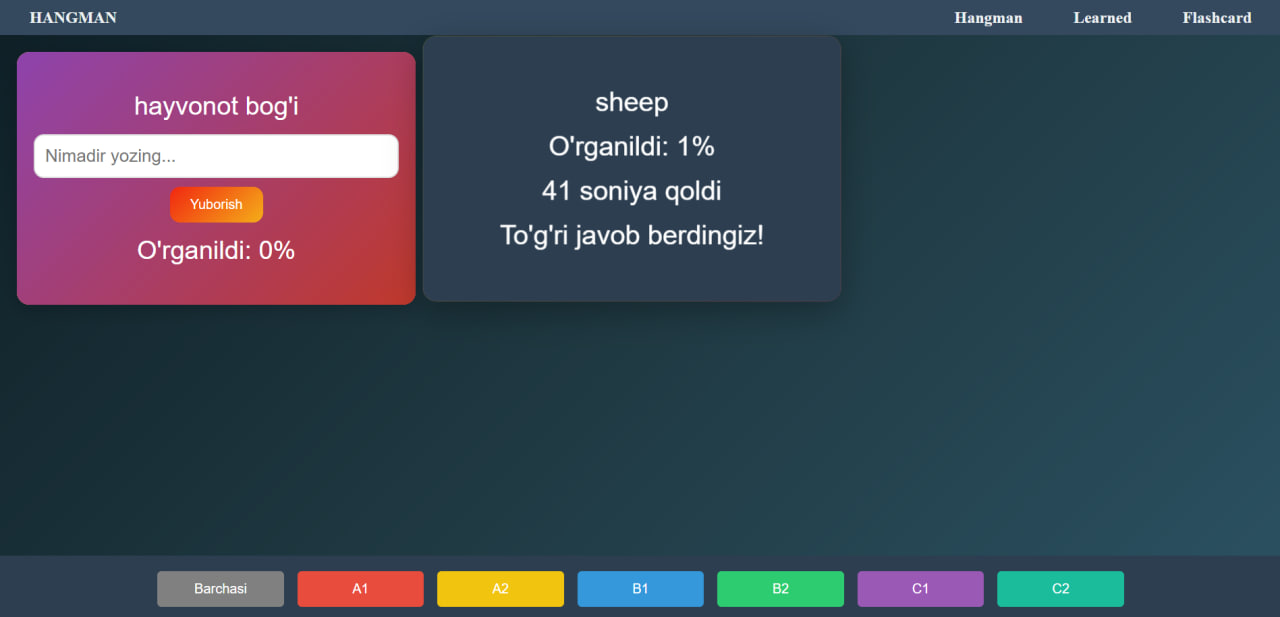 HANGMAN
Hangman Learned Flashcard
hayvonot bog'i
Nimadir yozing...
Yuborish
O'rganildi: 0%
sheep
O'rganildi: 1%
41 soniya qoldi
To'g'ri javob berdingiz!
Barchasi A1 A2 B1 B2 C1 C2